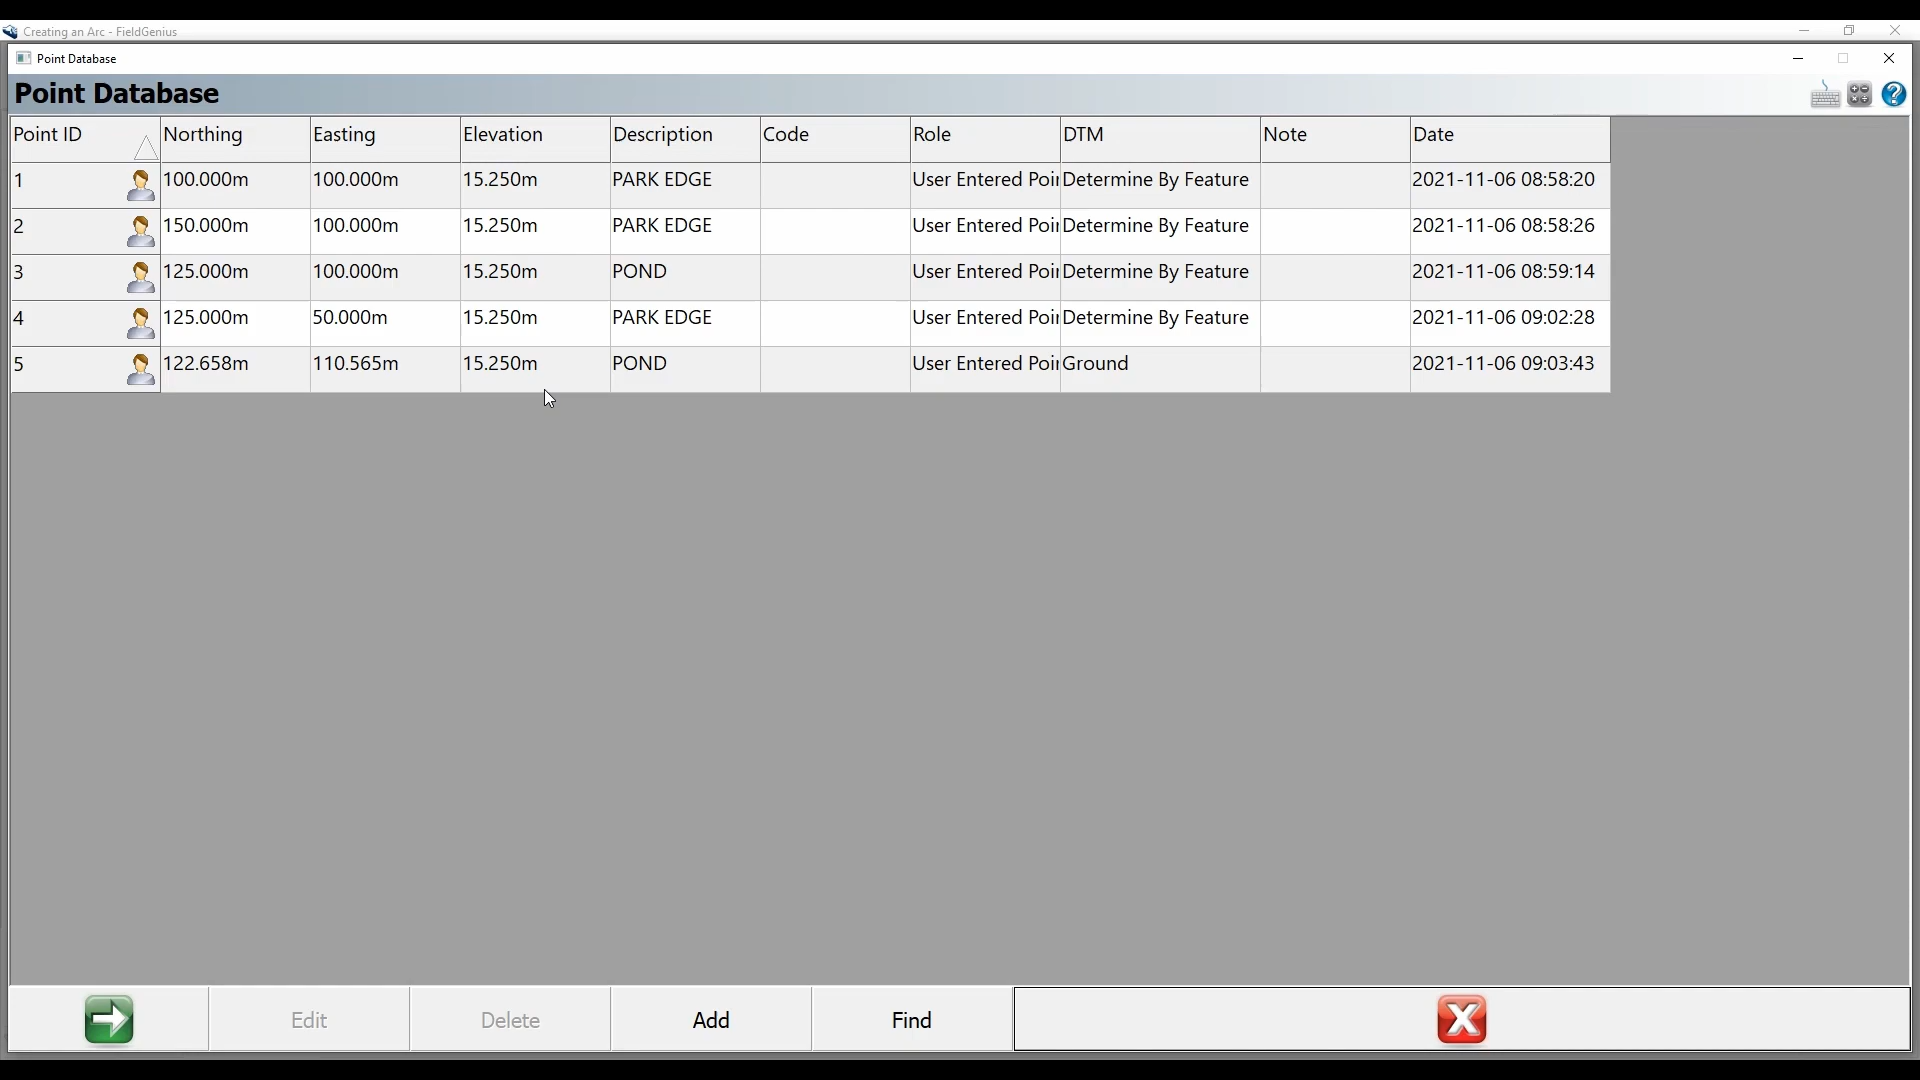 Creating an Arc - FieldGenius
Point Database
Point Database
Point ID Northing Easting Elevation Description Code Role DTM Note Date
1 100.000m 100.000m 15.250m PARK EDGE User Entered Poir Determine By Feature 2021-11-06 08:58:20
2 150.000m 100.000m 15.250m PARK EDGE User Entered Poir Determine By Feature 2021-11-06 08:58:26
3 125.000m 100.000m 15.250m POND User Entered Poir Determine By Feature 2021-11-06 08:59:14
4 125.000m 50.000m 15.250m PARK EDGE User Entered Poir Determine By Feature 2021-11-06 09:02:28
5 122.658m 110.565m 15.250m POND User Entered Poir Ground 2021-11-06 09:03:43
Edit Delete Add Find